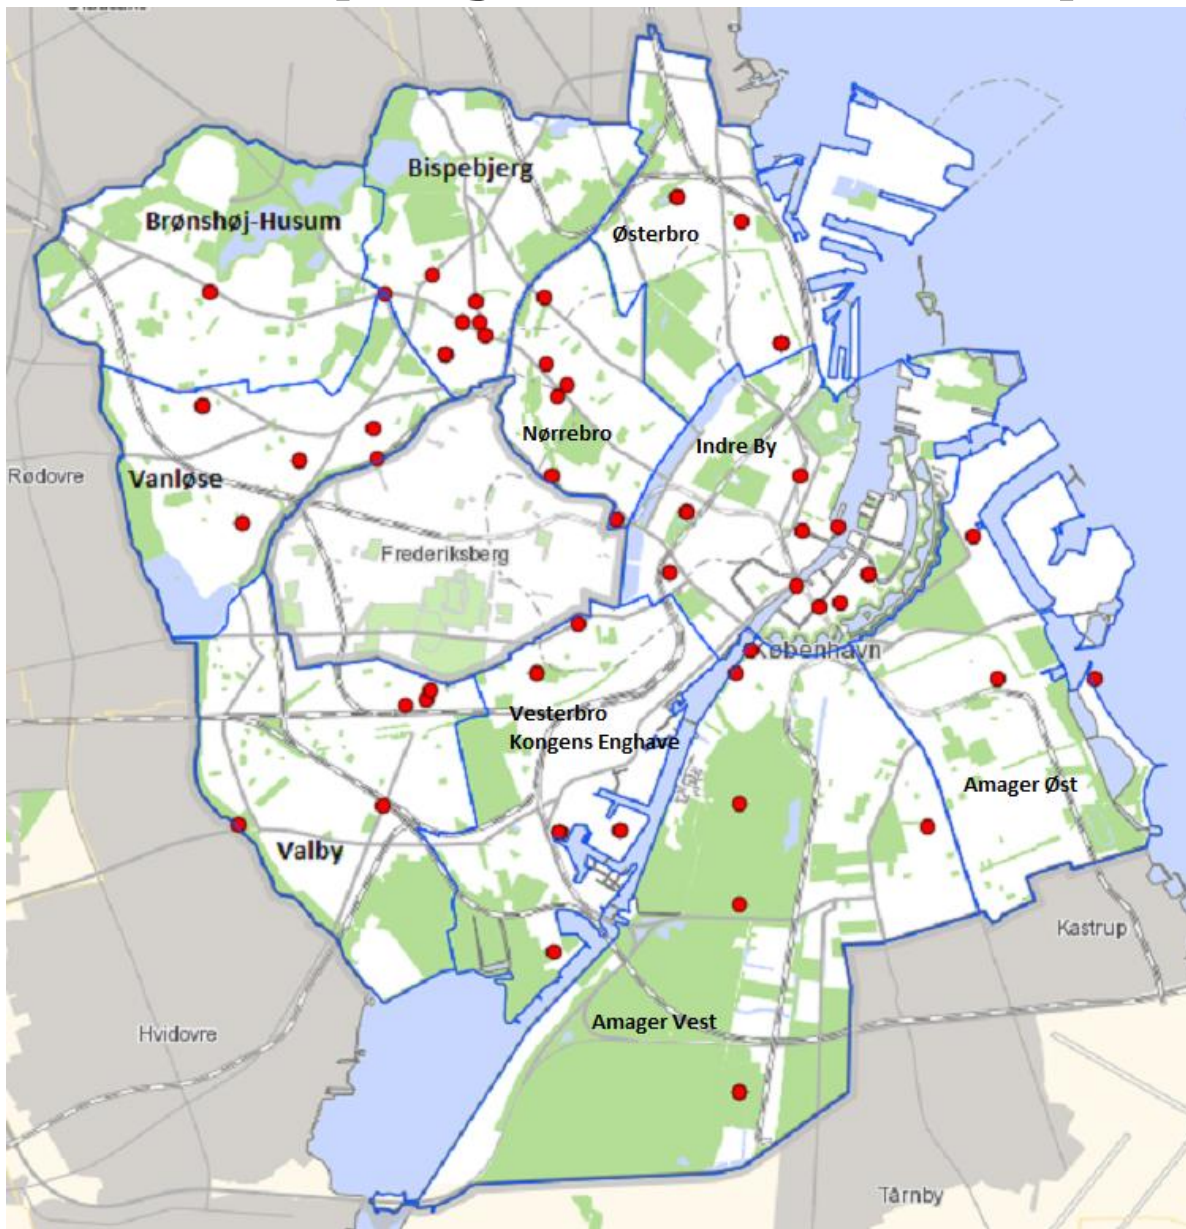 Bispebjerg
Brønshøj-Husum
Østerbro
Nørrebro
Indre By
Rødovre
Vanløse
Frederiksberg
København
Vesterbro
Kongens Enghave
Amager Øst
Valby
Kastrup
Amager Vest
Hvidovre
Tårnby